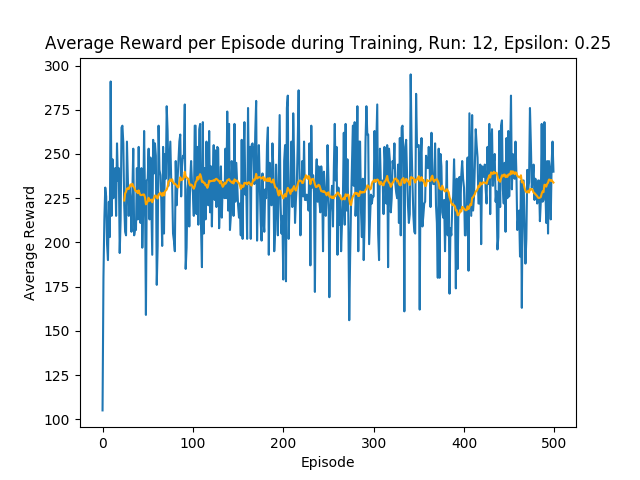 Average Reward per Episode during Training, Run: 12, Epsilon: 0.25
300
275
250
225
200
175
150
125
100
Average Reward
0 100 200 300 400 500
Episode